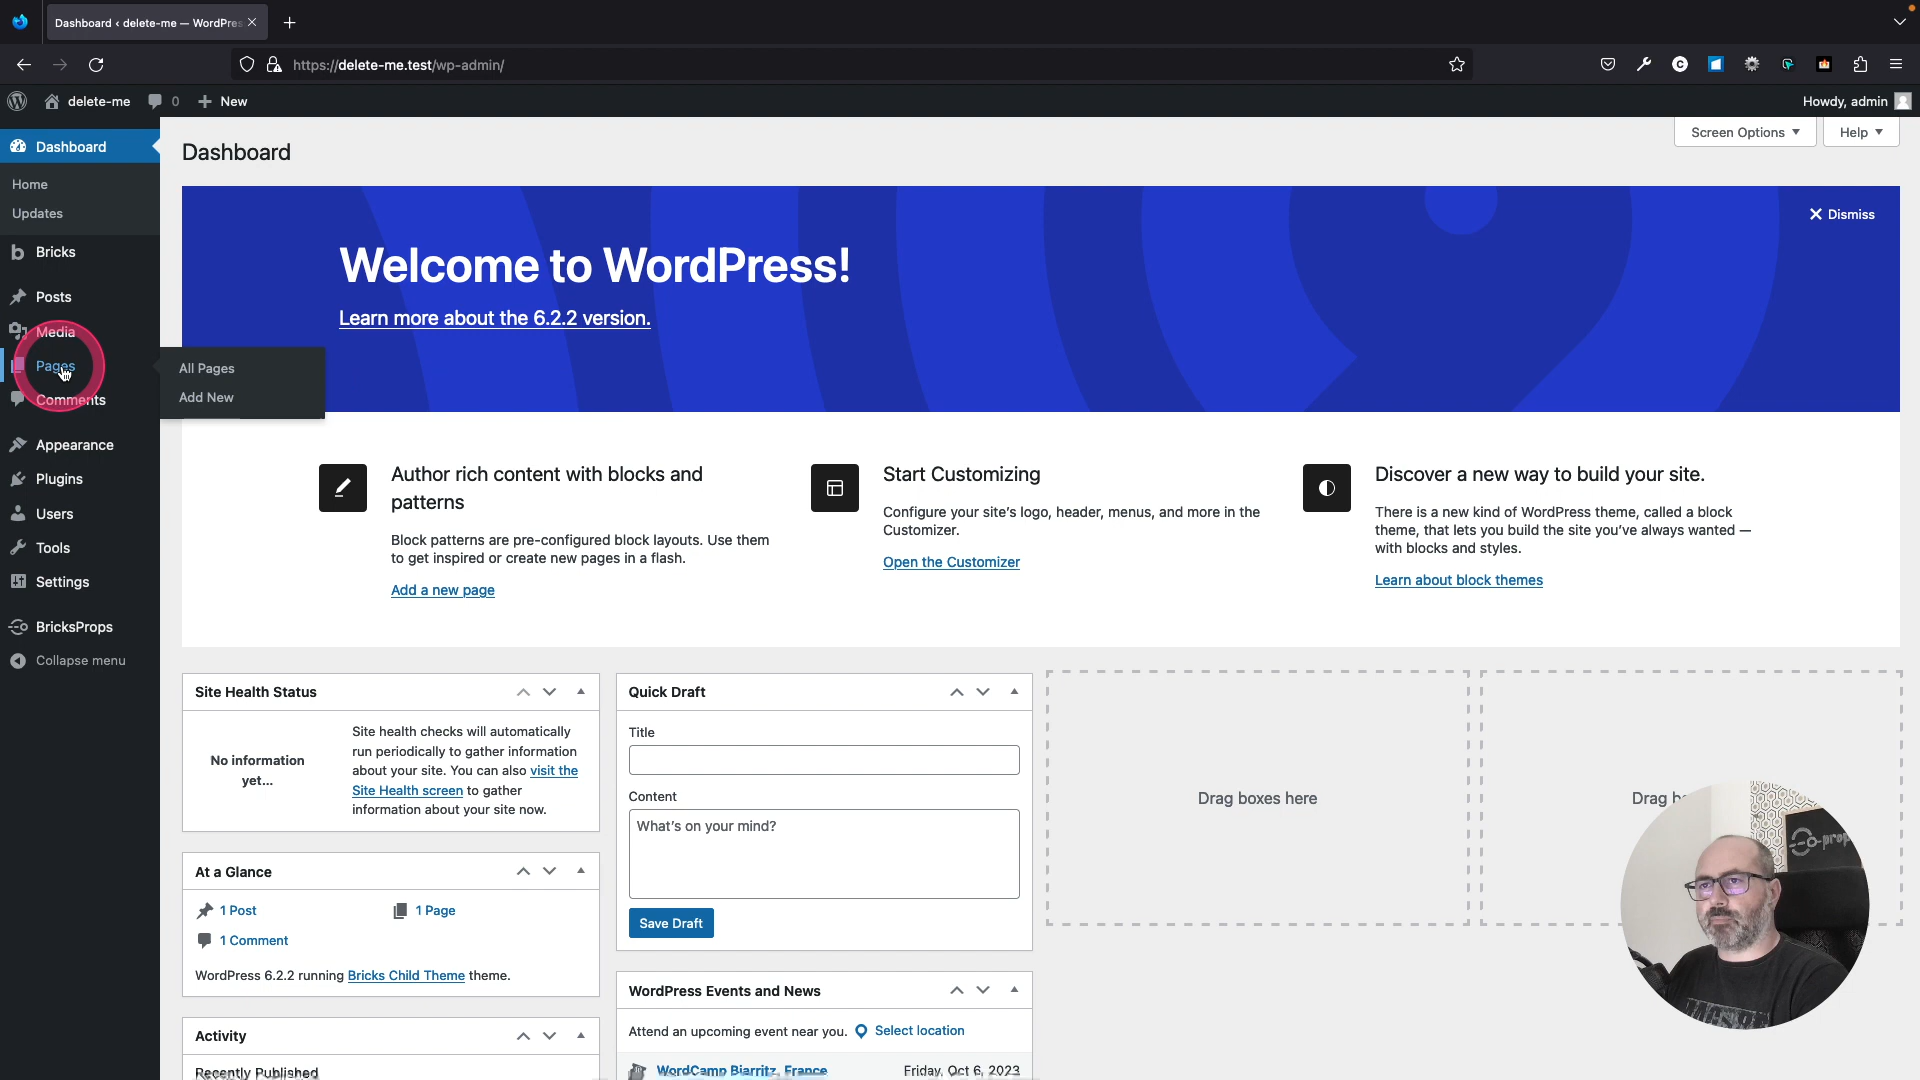 Dashboard ‹ delete-me — WordPres
https://delete-me.test/wp-admin/
delete-me
0
New
Howdy, admin
Dashboard
Home
Updates
Bricks
Posts
Media
Pages
Comments
Appearance
Plugins
Users
Tools
Settings
BricksProps
Collapse menu
All Pages
Add New
Dashboard
Screen Options
Help
Dismiss
Welcome to WordPress!
Learn more about the 6.2.2 version.
Author rich content with blocks and
patterns
Block patterns are pre-configured block layouts. Use them
to get inspired or create new pages in a flash.
Add a new page
Start Customizing
Configure your site's logo, header, menus, and more in the
Customizer.
Open the Customizer
Discover a new way to build your site.
There is a new kind of WordPress theme, called a block
theme, that lets you build the site you've always wanted —
with blocks and styles.
Learn about block themes
Site Health Status
No information
yet...
Site health checks will automatically
run periodically to gather information
about your site. You can also visit the
Site Health screen to gather
information about your site now.
At a Glance
1 Post
1 Page
1 Comment
WordPress 6.2.2 running Bricks Child Theme theme.
Activity
Recently Published
Quick Draft
Title
Content
What's on your mind?
Save Draft
WordPress Events and News
Attend an upcoming event near you.
Select location
WordCamp Biarritz, France
Friday, Oct 6, 2023
Drag boxes here
Drag